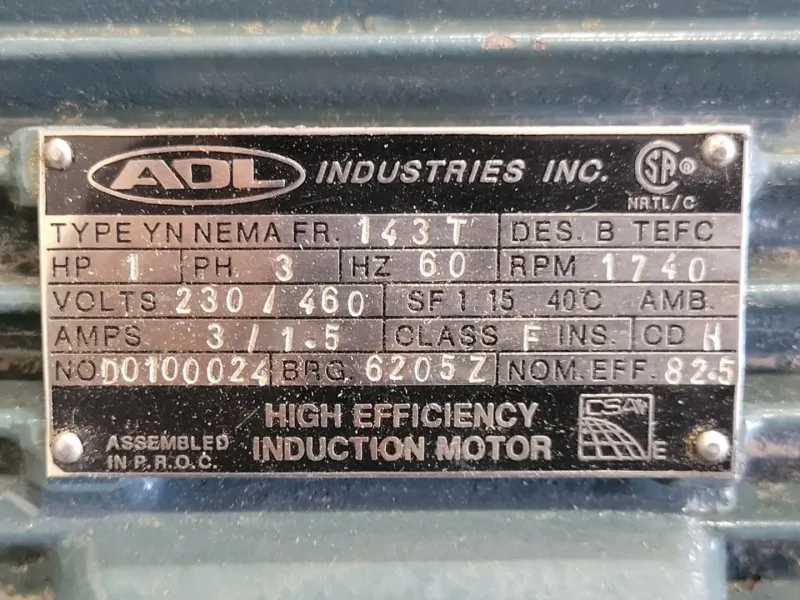 ADL INDUSTRIES INC. CSA ®
NRTL/C
TYPE YN NEMA FR. 143T DES. B TEFC
HP 1 PH 3 HZ 60 RPM 1740
VOLTS 230/460 SF 1.15 40°C AMB.
AMPS 3/1.5 CLASS F INS. CD H
NO D0100024 BRG. 6205Z NOM. EFF. 82.5
HIGH EFFICIENCY CSA
ASSEMBLED INDUCTION MOTOR E
IN P.R.O.C.